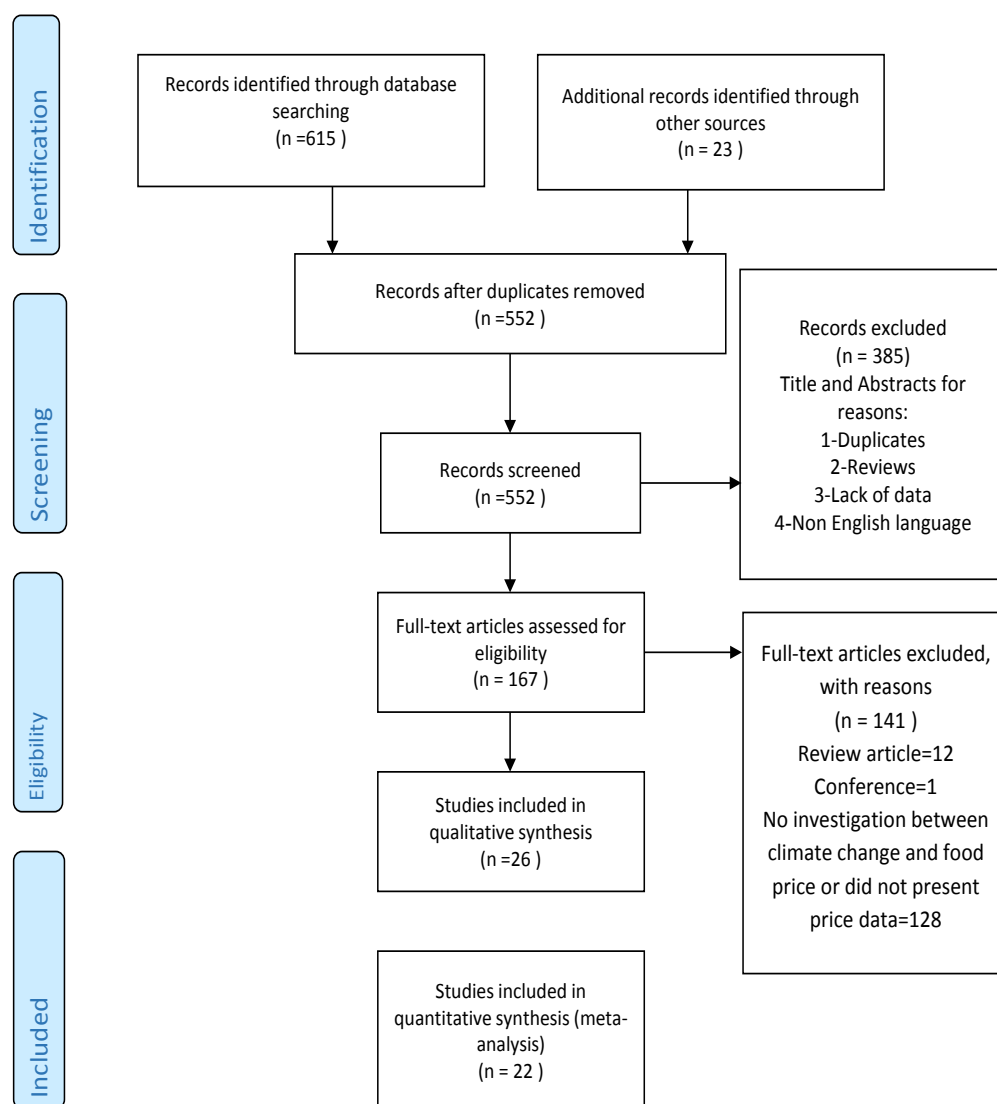 Identification
Records identified through database
searching
(n =615 )
Additional records identified through
other sources
(n = 23 )
Records after duplicates removed
(n =552 )
Screening
Records screened
(n =552 )
Records excluded
(n = 385)
Title and Abstracts for
reasons:
1-Duplicates
2-Reviews
3-Lack of data
4-Non English language
Eligibility
Full-text articles assessed for
eligibility
(n = 167 )
Full-text articles excluded,
with reasons
(n = 141 )
Review article=12
Conference=1
No investigation between
climate change and food
price or did not present
price data=128
Studies included in
qualitative synthesis
(n =26 )
Included
Studies included in
quantitative synthesis (meta-
analysis)
(n = 22 )